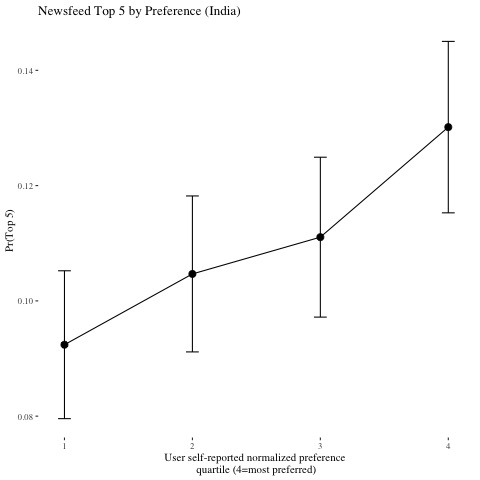 Newsfeed Top 5 by Preference (India)
Pr(Top 5)
0.14
0.12
0.10
0.08
1 2 3 4
User self-reported normalized preference
quartile (4=most preferred)